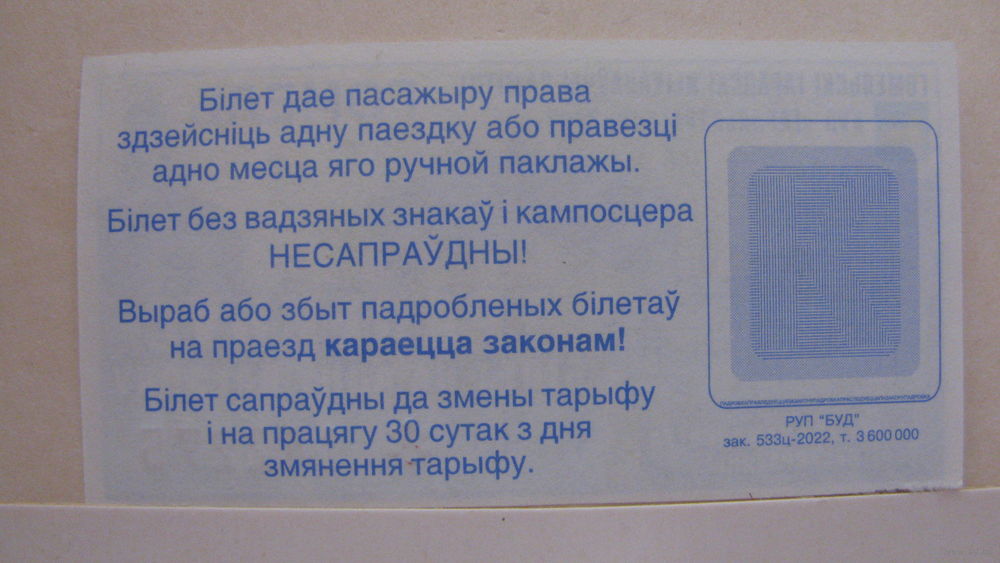 Білет дае пасажыру права
здзейсніць адну паездку або правезці
адно месца яго ручной паклажы.
Білет без вадзяных знакаў і кампосцера
НЕСАПРАЎДНЫ!
Выраб або збыт падробленых білетаў
на праезд караецца законам!
Білет сапраўдны да змены тарыфу
і на працягу 30 сутак з дня
змянення тарыфу.
РУП "БУД"
зак. 533ц-2022, т. 3 600 000